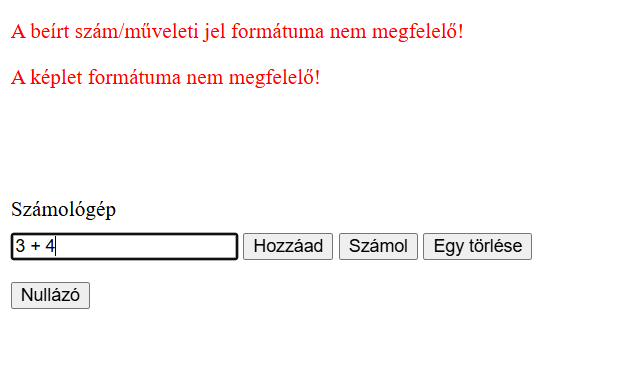 A beírt szám/műveleti jel formátuma nem megfelelő!
A képlet formátuma nem megfelelő!
Számológép
3 + 4 Hozzáad Számol Egy törlése
Nullázó